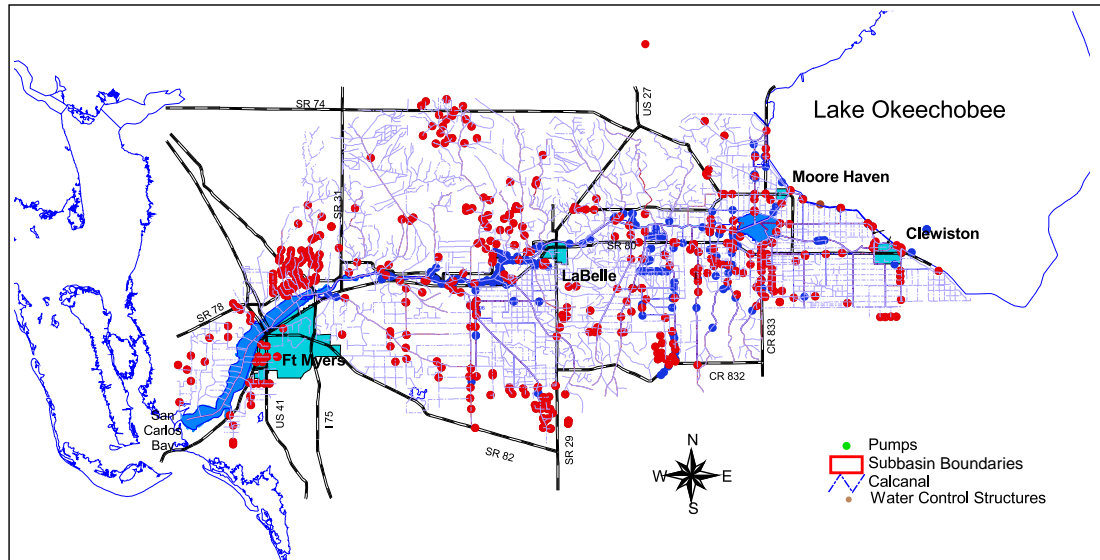 SR 74
US 27
Lake Okeechobee
Moore Haven
SR 31
Clewiston
SR 80
LaBelle
SR 78
CR 833
Ft Myers
CR 832
San
Carlos
Bay
US 41
I 75
SR 82
SR 29
N
W
E
S
Pumps
Subbasin Boundaries
Calcanal
Water Control Structures